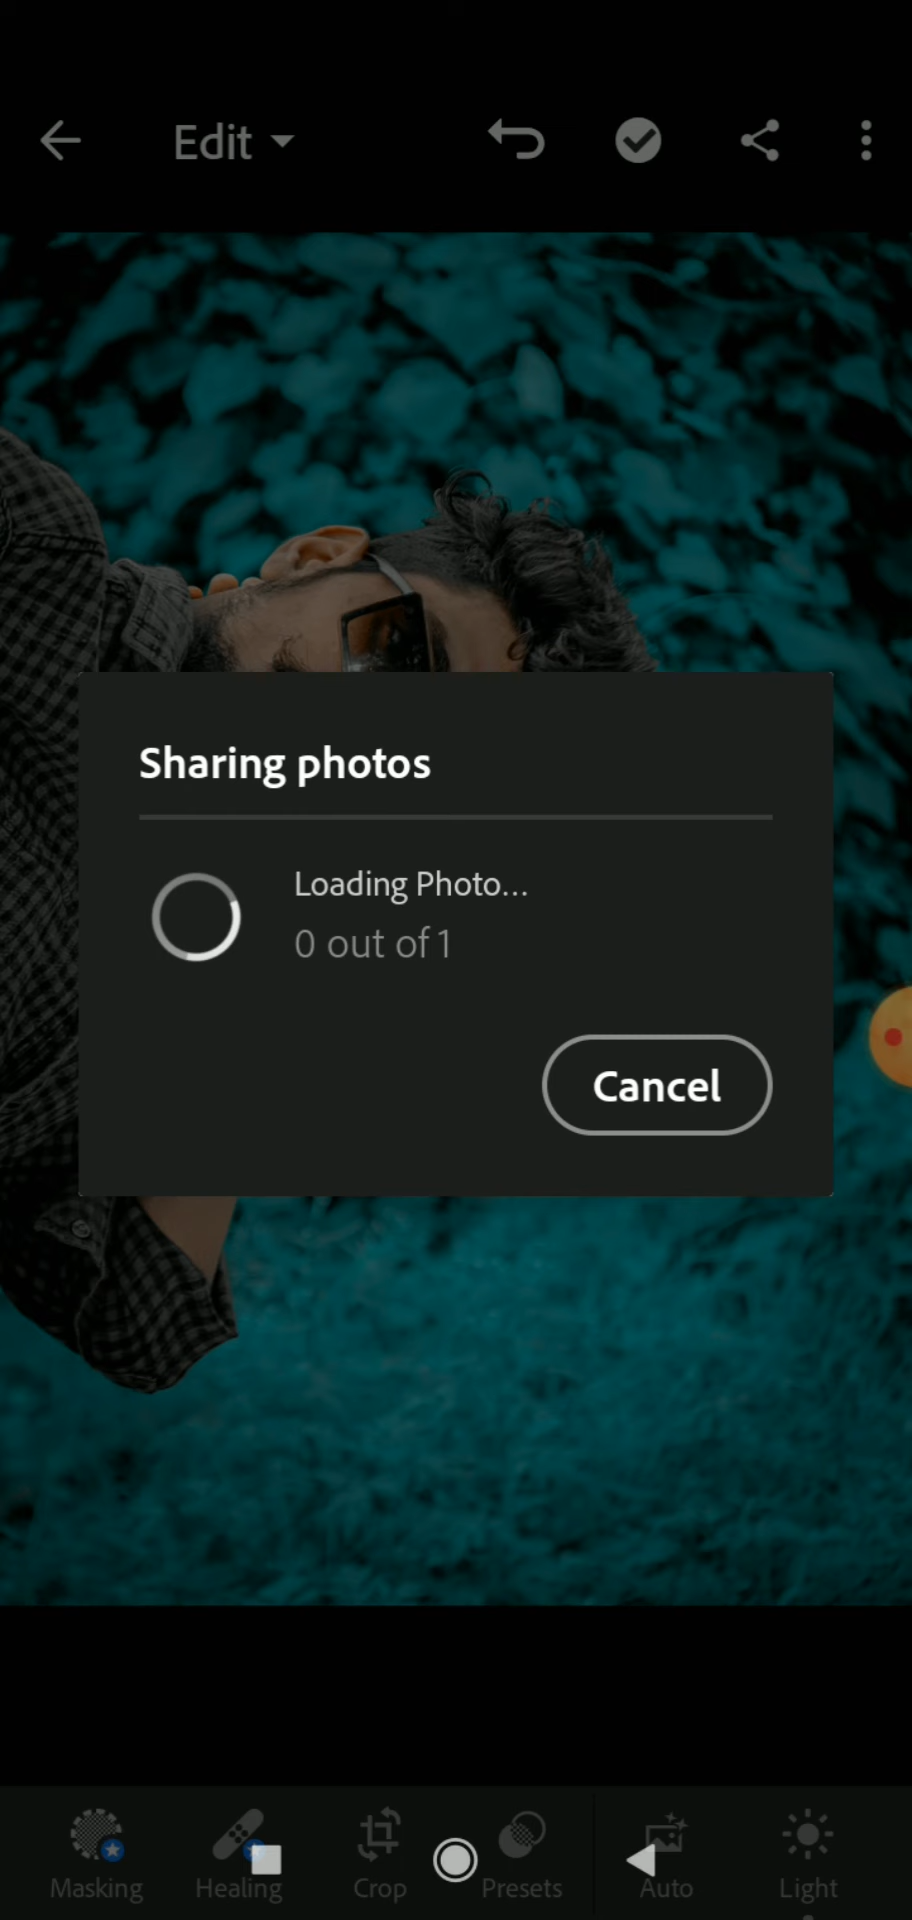 Edit
Sharing photos
Loading Photo...
0 out of 1
Cancel
Masking Healing Crop Presets Auto Light